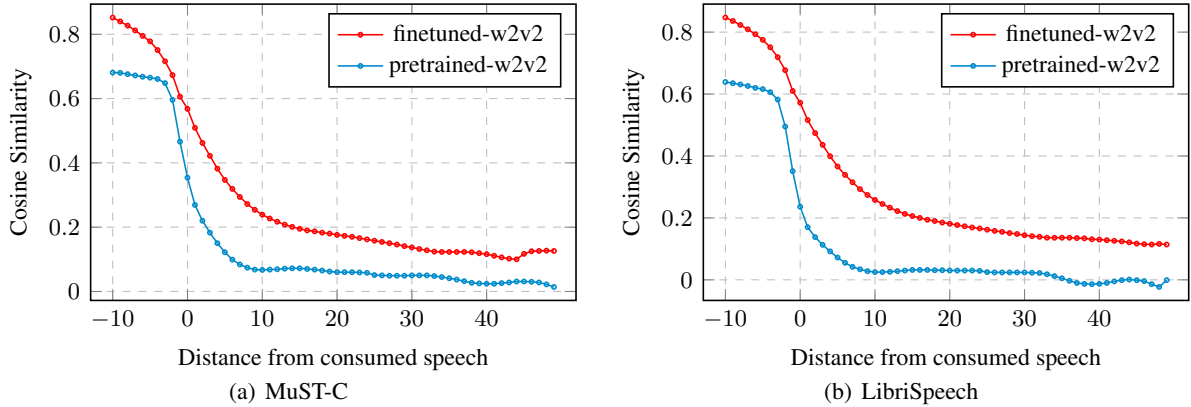 finetuned-w2v2
pretrained-w2v2
Cosine Similarity
0.8
0.6
0.4
0.2
0
−10 0 10 20 30 40
Distance from consumed speech
(a) MuST-C
finetuned-w2v2
pretrained-w2v2
Cosine Similarity
0.8
0.6
0.4
0.2
0
−10 0 10 20 30 40
Distance from consumed speech
(b) LibriSpeech